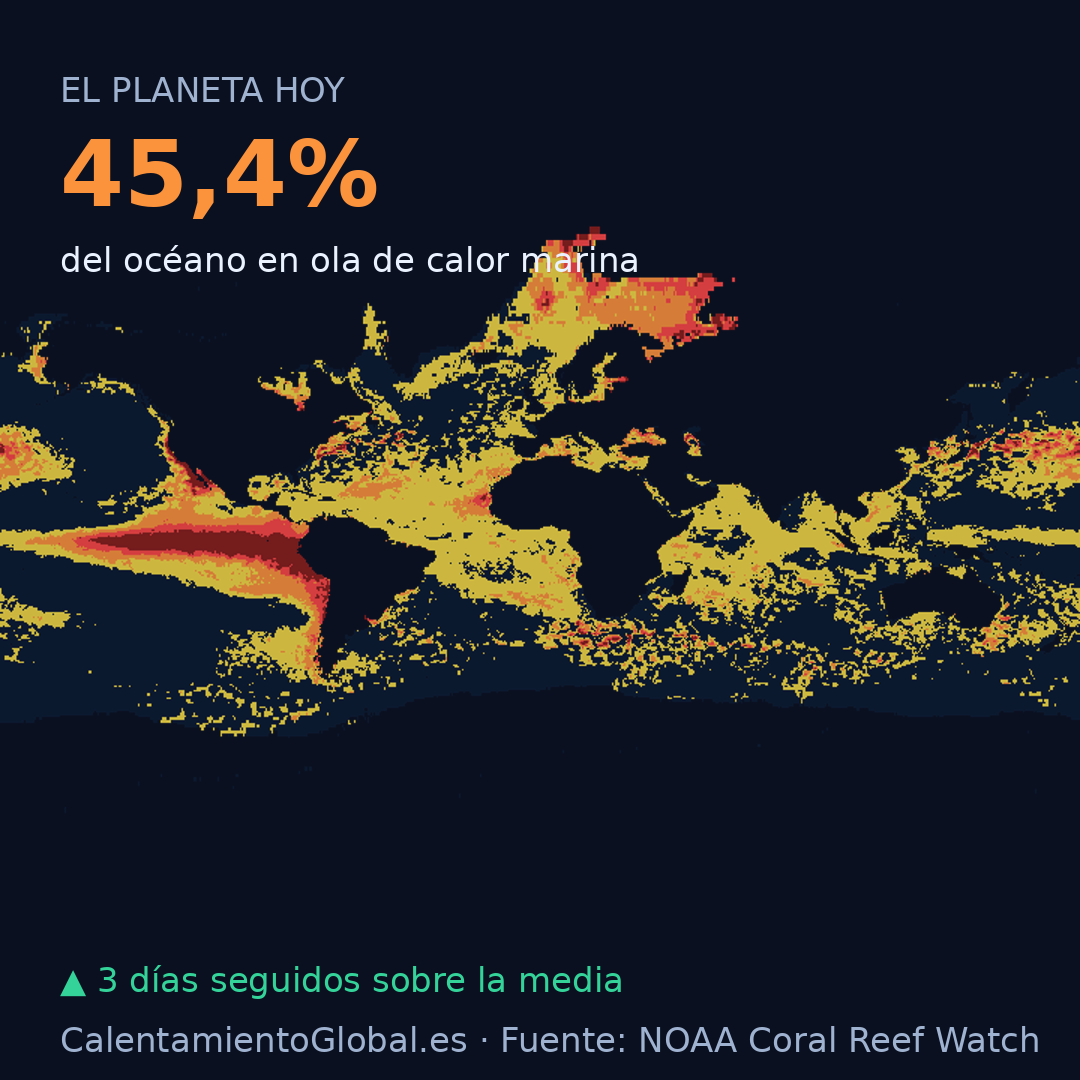 EL PLANETA HOY
45,4%
del océano en ola de calor marina
▲ 3 días seguidos sobre la media
CalentamientoGlobal.es · Fuente: NOAA Coral Reef Watch